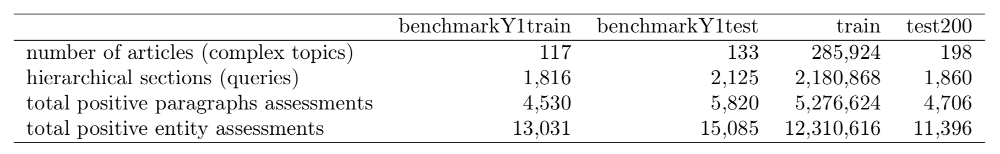 benchmarkY1train benchmarkY1test train test200
number of articles (complex topics) 117 133 285,924 198
hierarchical sections (queries) 1,816 2,125 2,180,868 1,860
total positive paragraphs assessments 4,530 5,820 5,276,624 4,706
total positive entity assessments 13,031 15,085 12,310,616 11,396